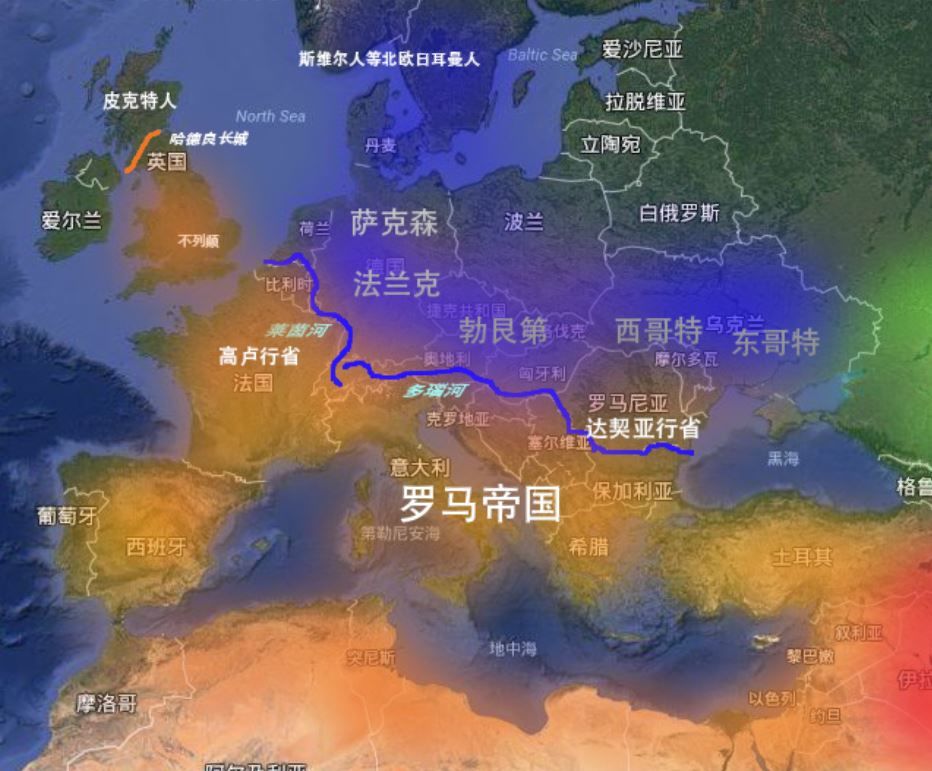 爱沙尼亚
Baltic Sea
斯维尔人等北欧日耳曼人
皮克特人
拉脱维亚
North Sea
哈德良长城
丹麦
立陶宛
英国
爱尔兰
萨克森
波兰
白俄罗斯
荷兰
不列颠
德国
比利时
法兰克
捷克共和国
莱茵河
勃艮第
伐克
西哥特
乌克兰
东哥特
高卢行省
奥地利
摩尔多瓦
法国
匈牙利
多瑙河
罗马尼亚
克罗地亚
达契亚行省
塞尔维亚
黑海
意大利
格鲁
保加利亚
罗马帝国
葡萄牙
第勒尼安海
西班牙
希腊
土耳其
叙利亚
地中海
突尼斯
黎巴嫩
伊拉
摩洛哥
以色列
约旦
阿尔及利亚